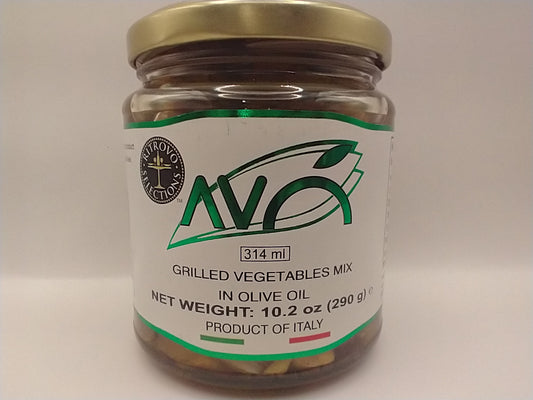 RITROVO
SELECTIONS
TM
AVO
314 ml
GRILLED VEGETABLES MIX
IN OLIVE OIL
NET WEIGHT: 10.2 oz (290 g) e
PRODUCT OF ITALY